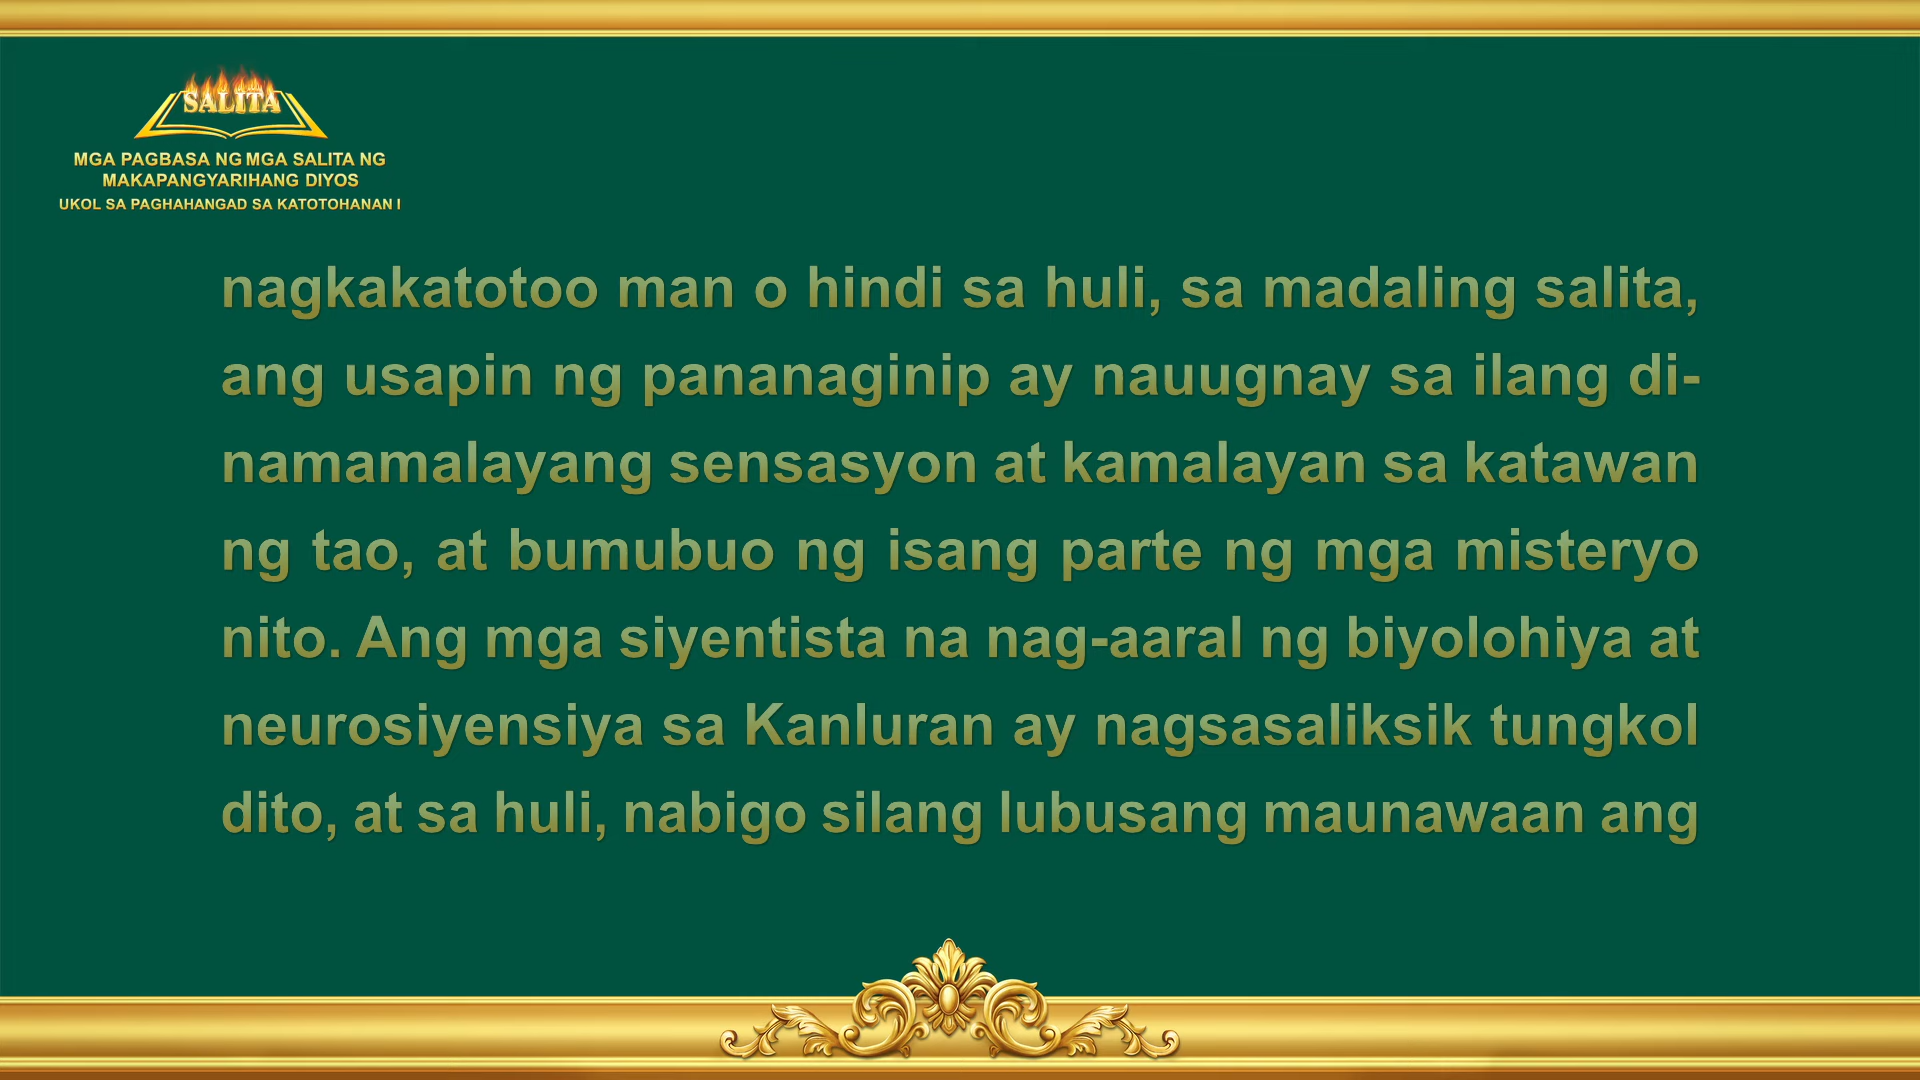 SALITA
MGA PAGBASA NG MGA SALITA NG
MAKAPANGYARIHANG DIYOS
UKOL SA PAGHAHANGAD SA KATOTOHANAN I
nagkakatotoo man o hindi sa huli, sa madaling salita,
ang usapin ng pananaginip ay nauugnay sa ilang di-
namamalayang sensasyon at kamalayan sa katawan
ng tao, at bumubuo ng isang parte ng mga misteryo
nito. Ang mga siyentista na nag-aaral ng biyolohiya at
neurosiyensiya sa Kanluran ay nagsasaliksik tungkol
dito, at sa huli, nabigo silang lubusang maunawaan ang